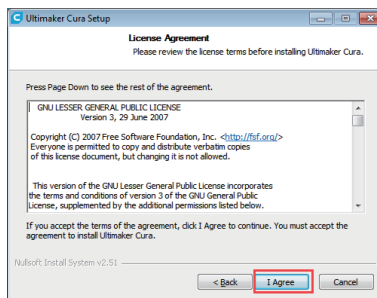 Ultimaker Cura Setup
License Agreement
Please review the license terms before installing Ultimaker Cura.
Press Page Down to see the rest of the agreement.
GNU LESSER GENERAL PUBLIC LICENSE
Version 3, 29 June 2007
Copyright (C) 2007 Free Software Foundation, Inc. <http://fsf.org/>
Everyone is permitted to copy and distribute verbatim copies
of this license document, but changing it is not allowed.
This version of the GNU Lesser General Public License incorporates
the terms and conditions of version 3 of the GNU General Public
License, supplemented by the additional permissions listed below.
If you accept the terms of the agreement, click I Agree to continue. You must accept the
agreement to install Ultimaker Cura.
Nullsoft Install System v2.51
< Back
I Agree
Cancel